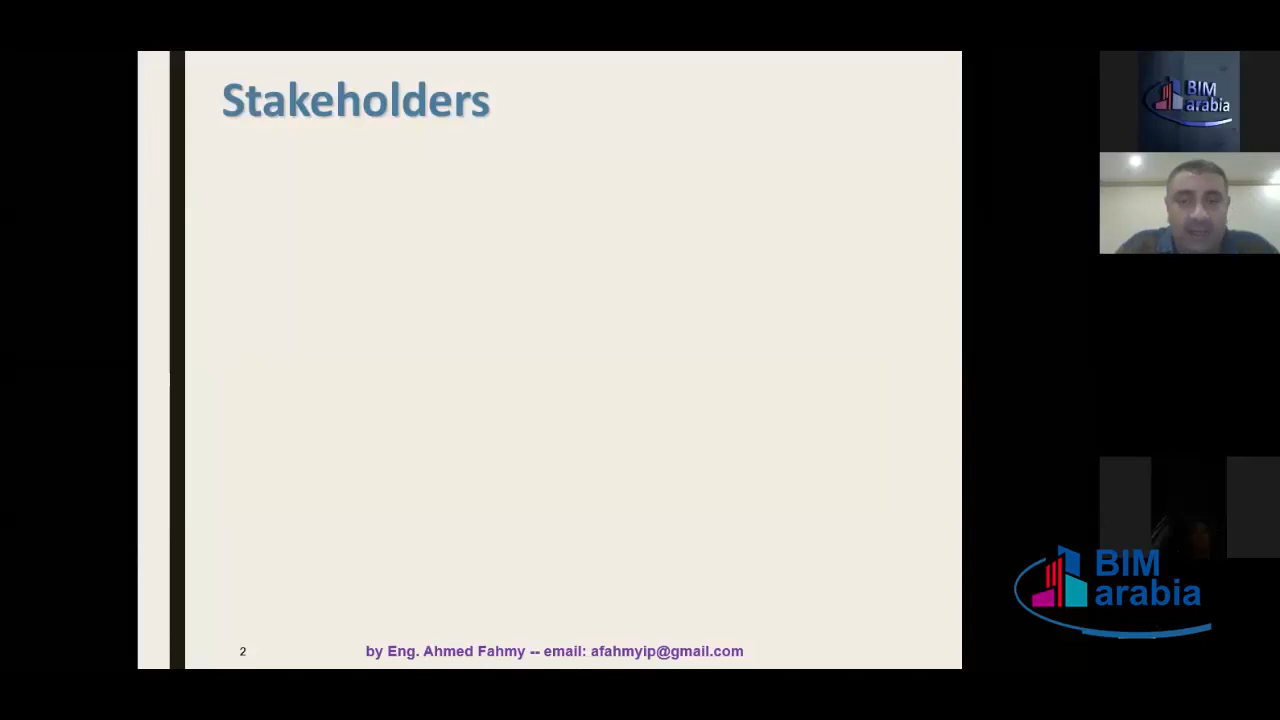 Stakeholders
BIM
arabia
BIM
arabia
2
by Eng. Ahmed Fahmy -- email: afahmyip@gmail.com